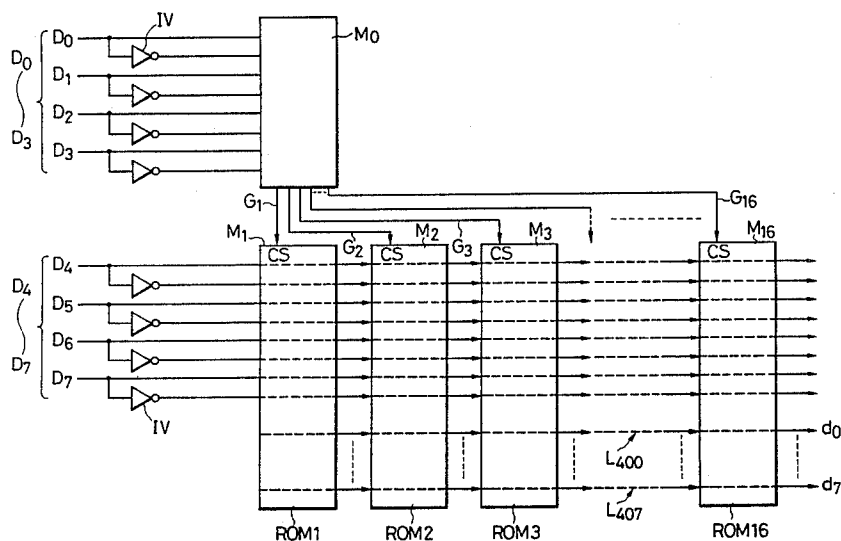 IV
M₀
D₀
D₀
D₁
D₂
D₃
D₃
G₁
G₂
G₃
G₁₆
M₁
M₂
M₃
M₁₆
CS
CS
CS
CS
D₄
D₄
D₅
D₆
D₇
D₇
IV
d₀
L₄₀₀
d₇
L₄₀₇
ROM1
ROM2
ROM3
ROM16